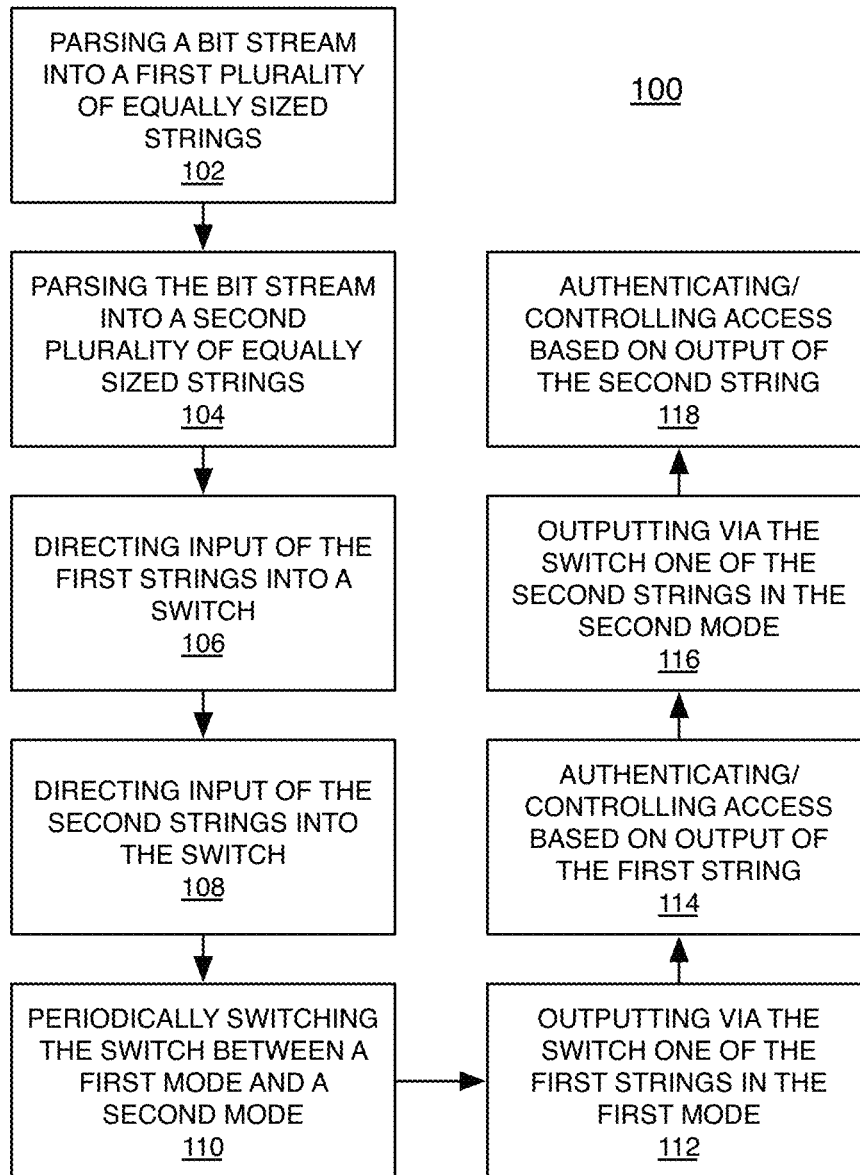 100
PARSING A BIT STREAM
INTO A FIRST PLURALITY
OF EQUALLY SIZED
STRINGS
102
PARSING THE BIT STREAM
INTO A SECOND
PLURALITY OF EQUALLY
SIZED STRINGS
104
DIRECTING INPUT OF THE
FIRST STRINGS INTO A
SWITCH
106
DIRECTING INPUT OF THE
SECOND STRINGS INTO
THE SWITCH
108
PERIODICALLY SWITCHING
THE SWITCH BETWEEN A
FIRST MODE AND A
SECOND MODE
110
OUTPUTTING VIA THE
SWITCH ONE OF THE
FIRST STRINGS IN THE
FIRST MODE
112
AUTHENTICATING/
CONTROLLING ACCESS
BASED ON OUTPUT OF
THE FIRST STRING
114
OUTPUTTING VIA THE
SWITCH ONE OF THE
SECOND STRINGS IN THE
SECOND MODE
116
AUTHENTICATING/
CONTROLLING ACCESS
BASED ON OUTPUT OF
THE SECOND STRING
118